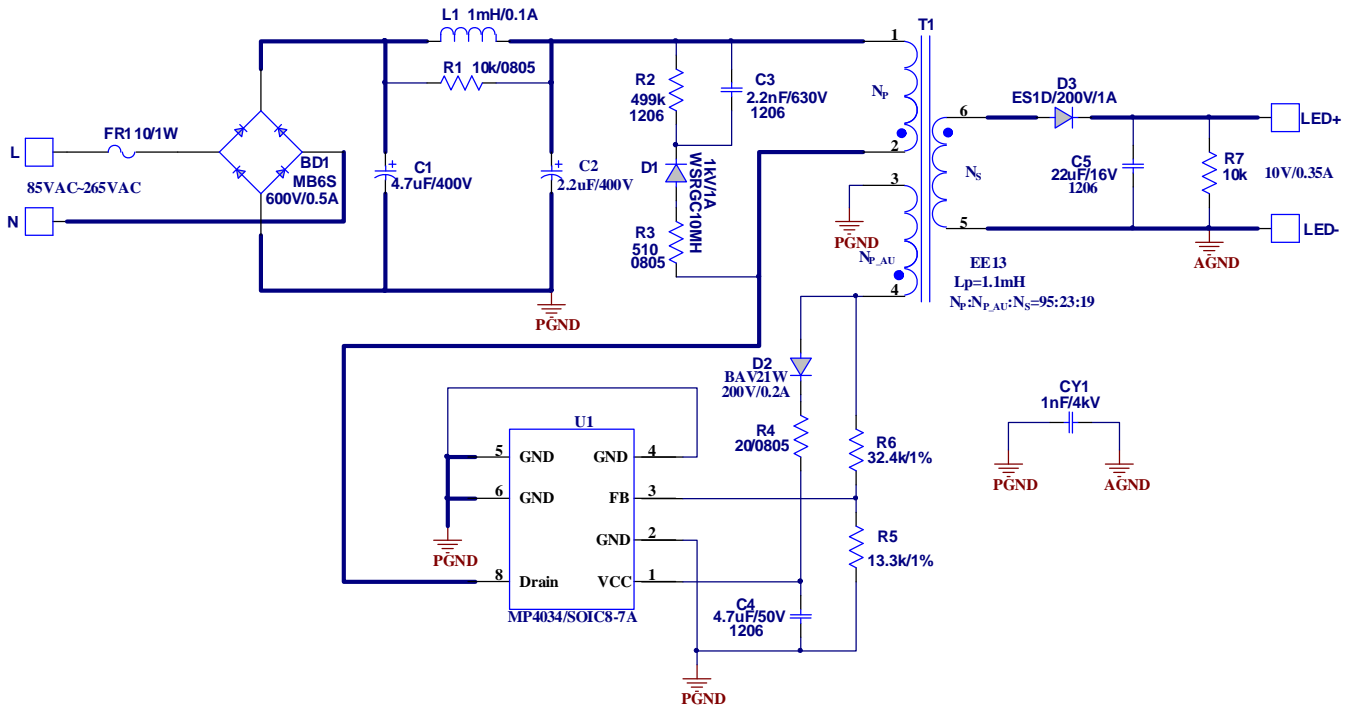 L1 1mH/0.1A
T1
R1 10k/0805
1
R2
499k
1206
C3
2.2nF/630V
1206
NP
D3
ES1D/200V/1A
6
LED+
FR1 10/1W
L
BD1
MB6S
600V/0.5A
85VAC~265VAC
N
C1
4.7uF/400V
C2
2.2uF/400V
D1
1kV/1A
WSRGC10MH
2
3
NS
C5
22uF/16V
1206
R7
10k
10V/0.35A
R3
510
0805
PGND
NP_AU
5
LED-
AGND
4
EE13
Lp=1.1mH
NP:NP_AU:NS=95:23:19
PGND
D2
BAV21W
200V/0.2A
CY1
1nF/4kV
PGND
AGND
U1
R4
20/0805
R6
32.4k/1%
5
GND
GND
4
6
GND
FB
3
PGND
GND
2
R5
13.3k/1%
8
Drain
VCC
1
MP4034/SOIC8-7A
C4
4.7uF/50V
1206
PGND